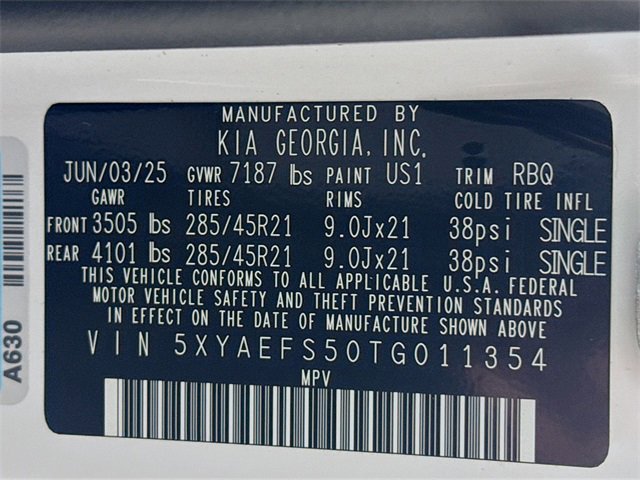 MANUFACTURED BY
KIA GEORGIA, INC.
JUN/03/25 GVWR 7187 lbs PAINT US1 TRIM RBQ
GAWR TIRES RIMS COLD TIRE INFL
FRONT 3505 lbs 285/45R21 9.0Jx21 38psi SINGLE
REAR 4101 lbs 285/45R21 9.0Jx21 38psi SINGLE
THIS VEHICLE CONFORMS TO ALL APPLICABLE U.S.A. FEDERAL
MOTOR VEHICLE SAFETY AND THEFT PREVENTION STANDARDS
IN EFFECT ON THE DATE OF MANUFACTURE SHOWN ABOVE.
VIN 5XYAEFS50TG011354
MPV
A630